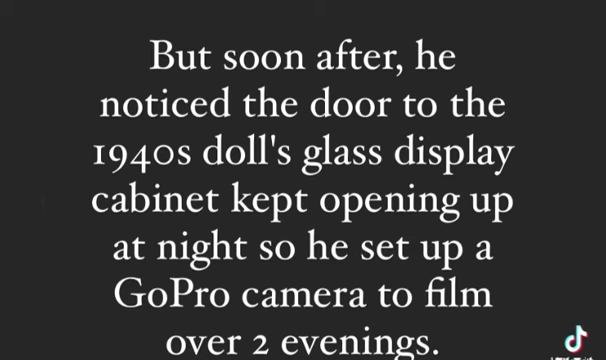 But soon after, he
noticed the door to the
1940s doll's glass display
cabinet kept opening up
at night so he set up a
GoPro camera to film
over 2 evenings.